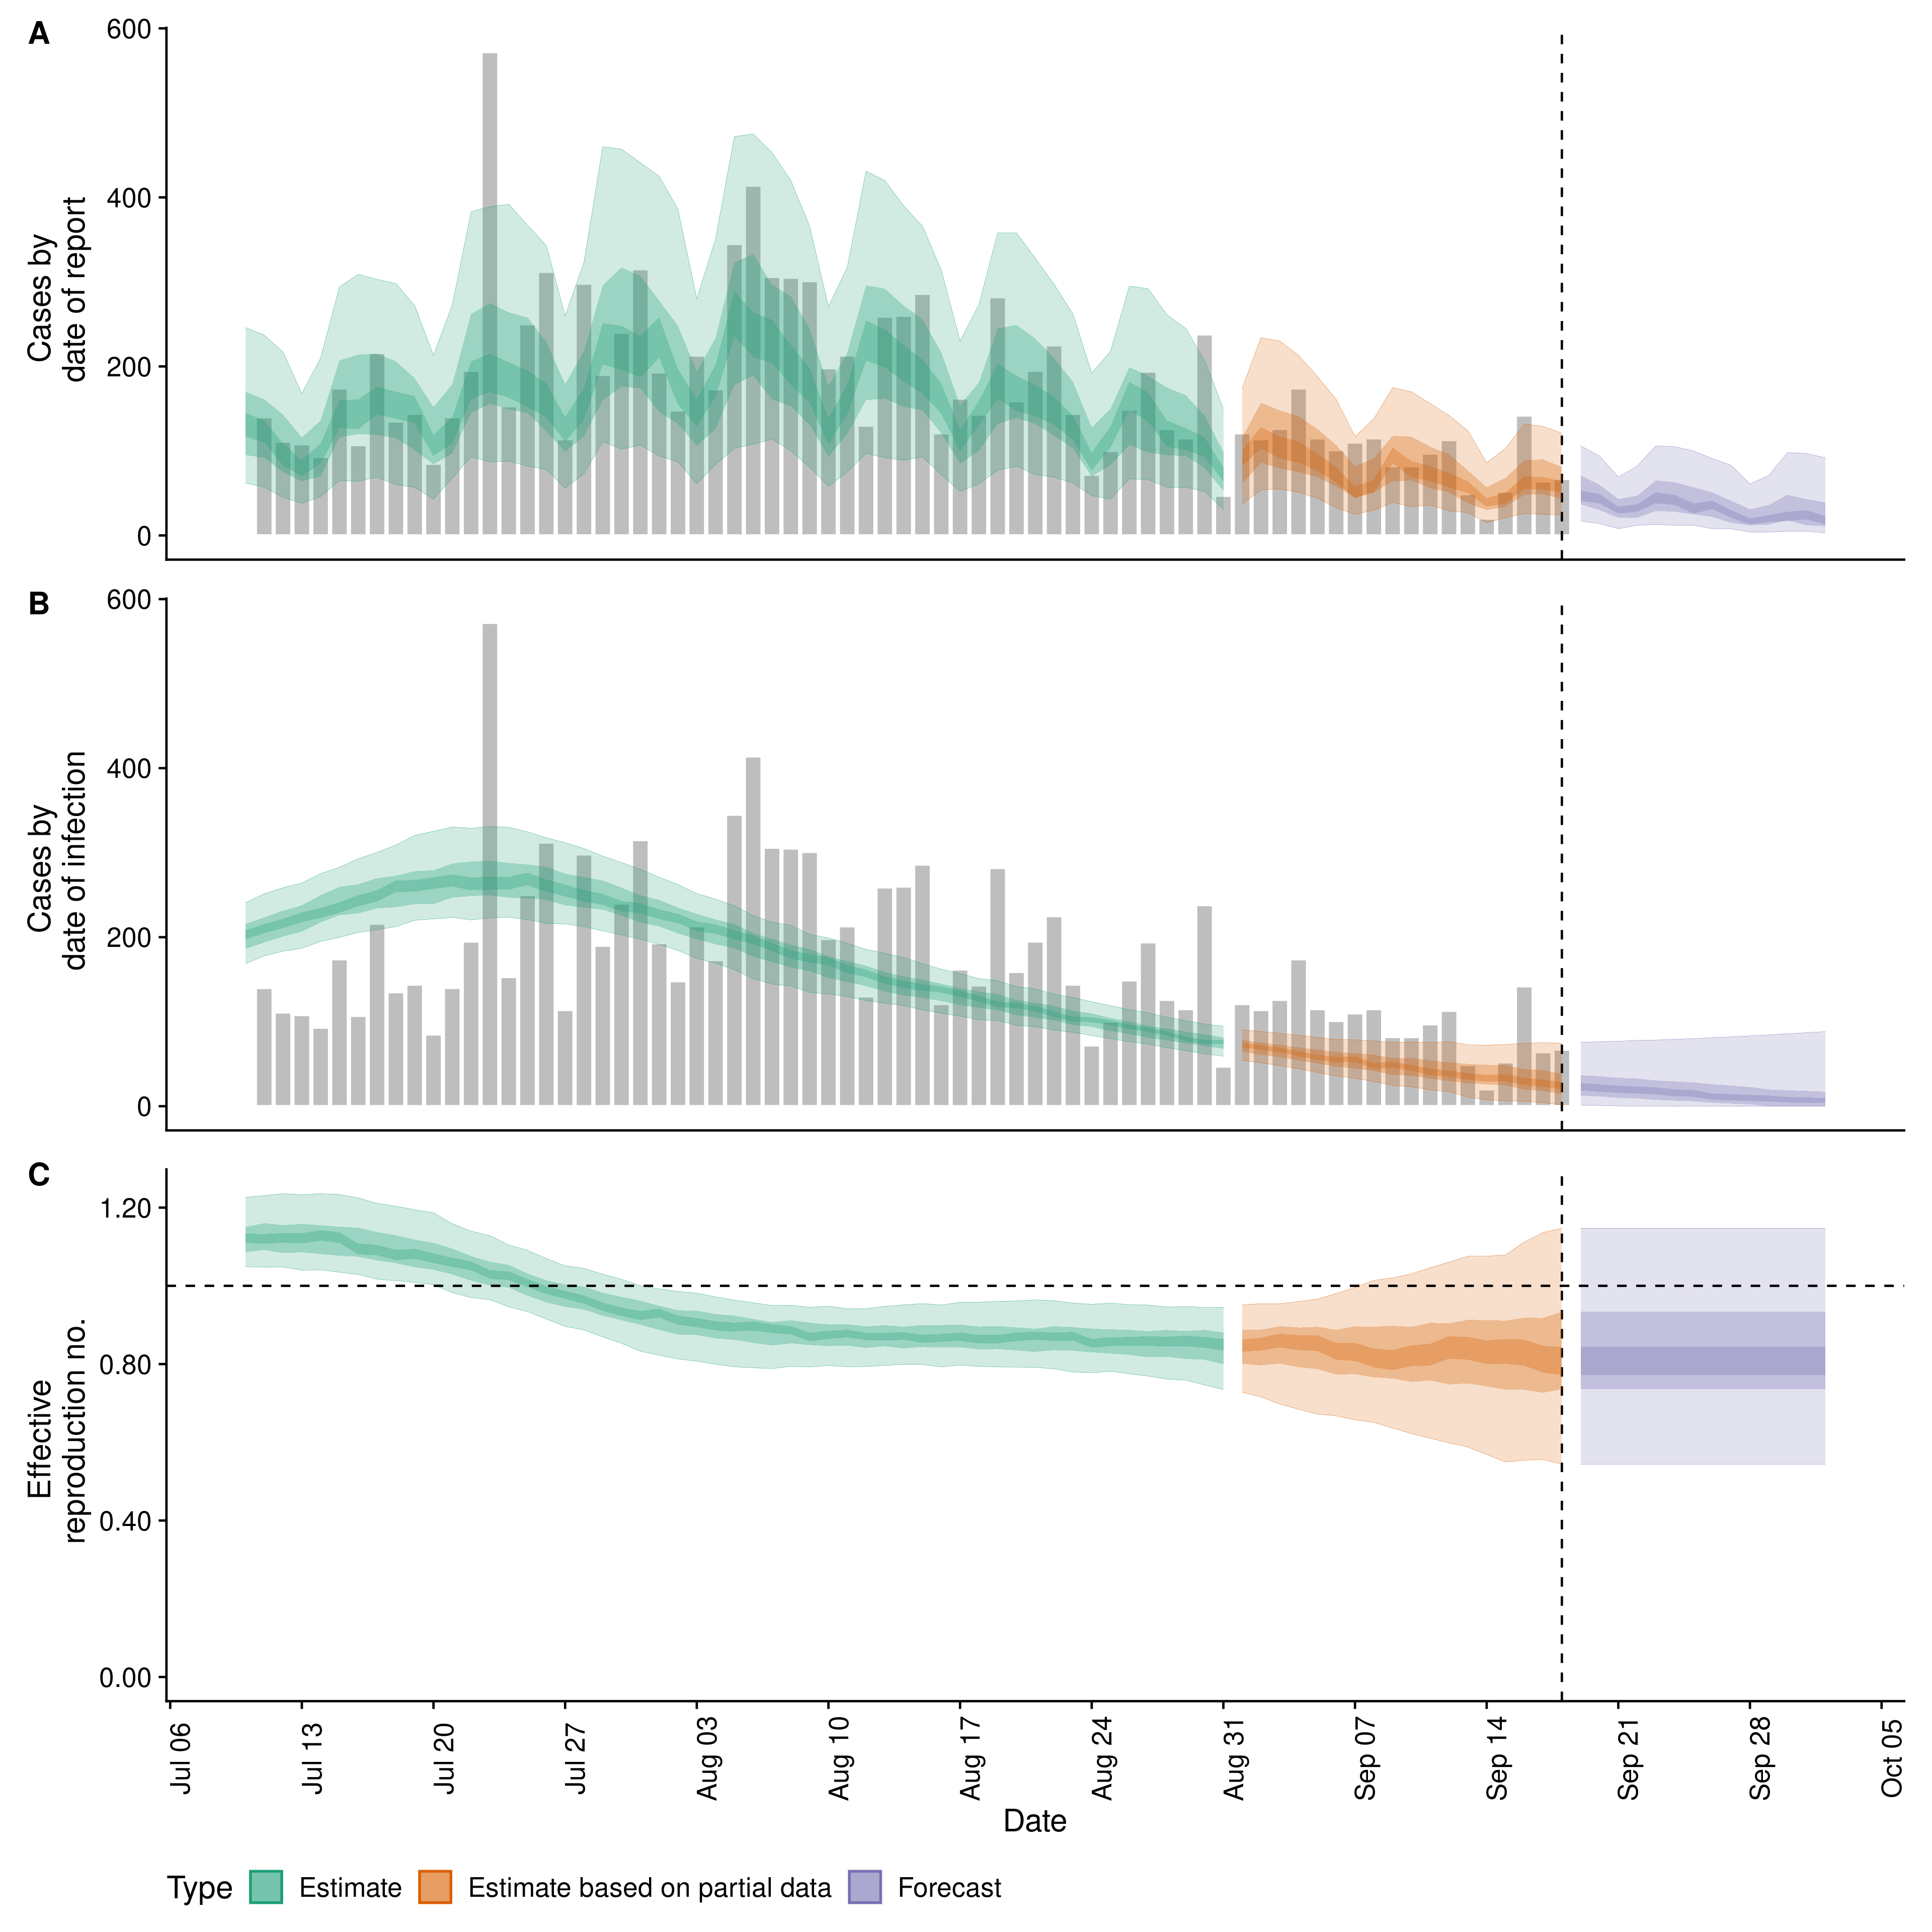 A
Cases by
date of report
600
400
200
0
B
Cases by
date of infection
600
400
200
0
C
Effective
reproduction no.
1.20
0.80
0.40
0.00
Jul 06
Jul 13
Jul 20
Jul 27
Aug 03
Aug 10
Aug 17
Aug 24
Aug 31
Sep 07
Sep 14
Sep 21
Sep 28
Oct 05
Date
Type Estimate Estimate based on partial data Forecast